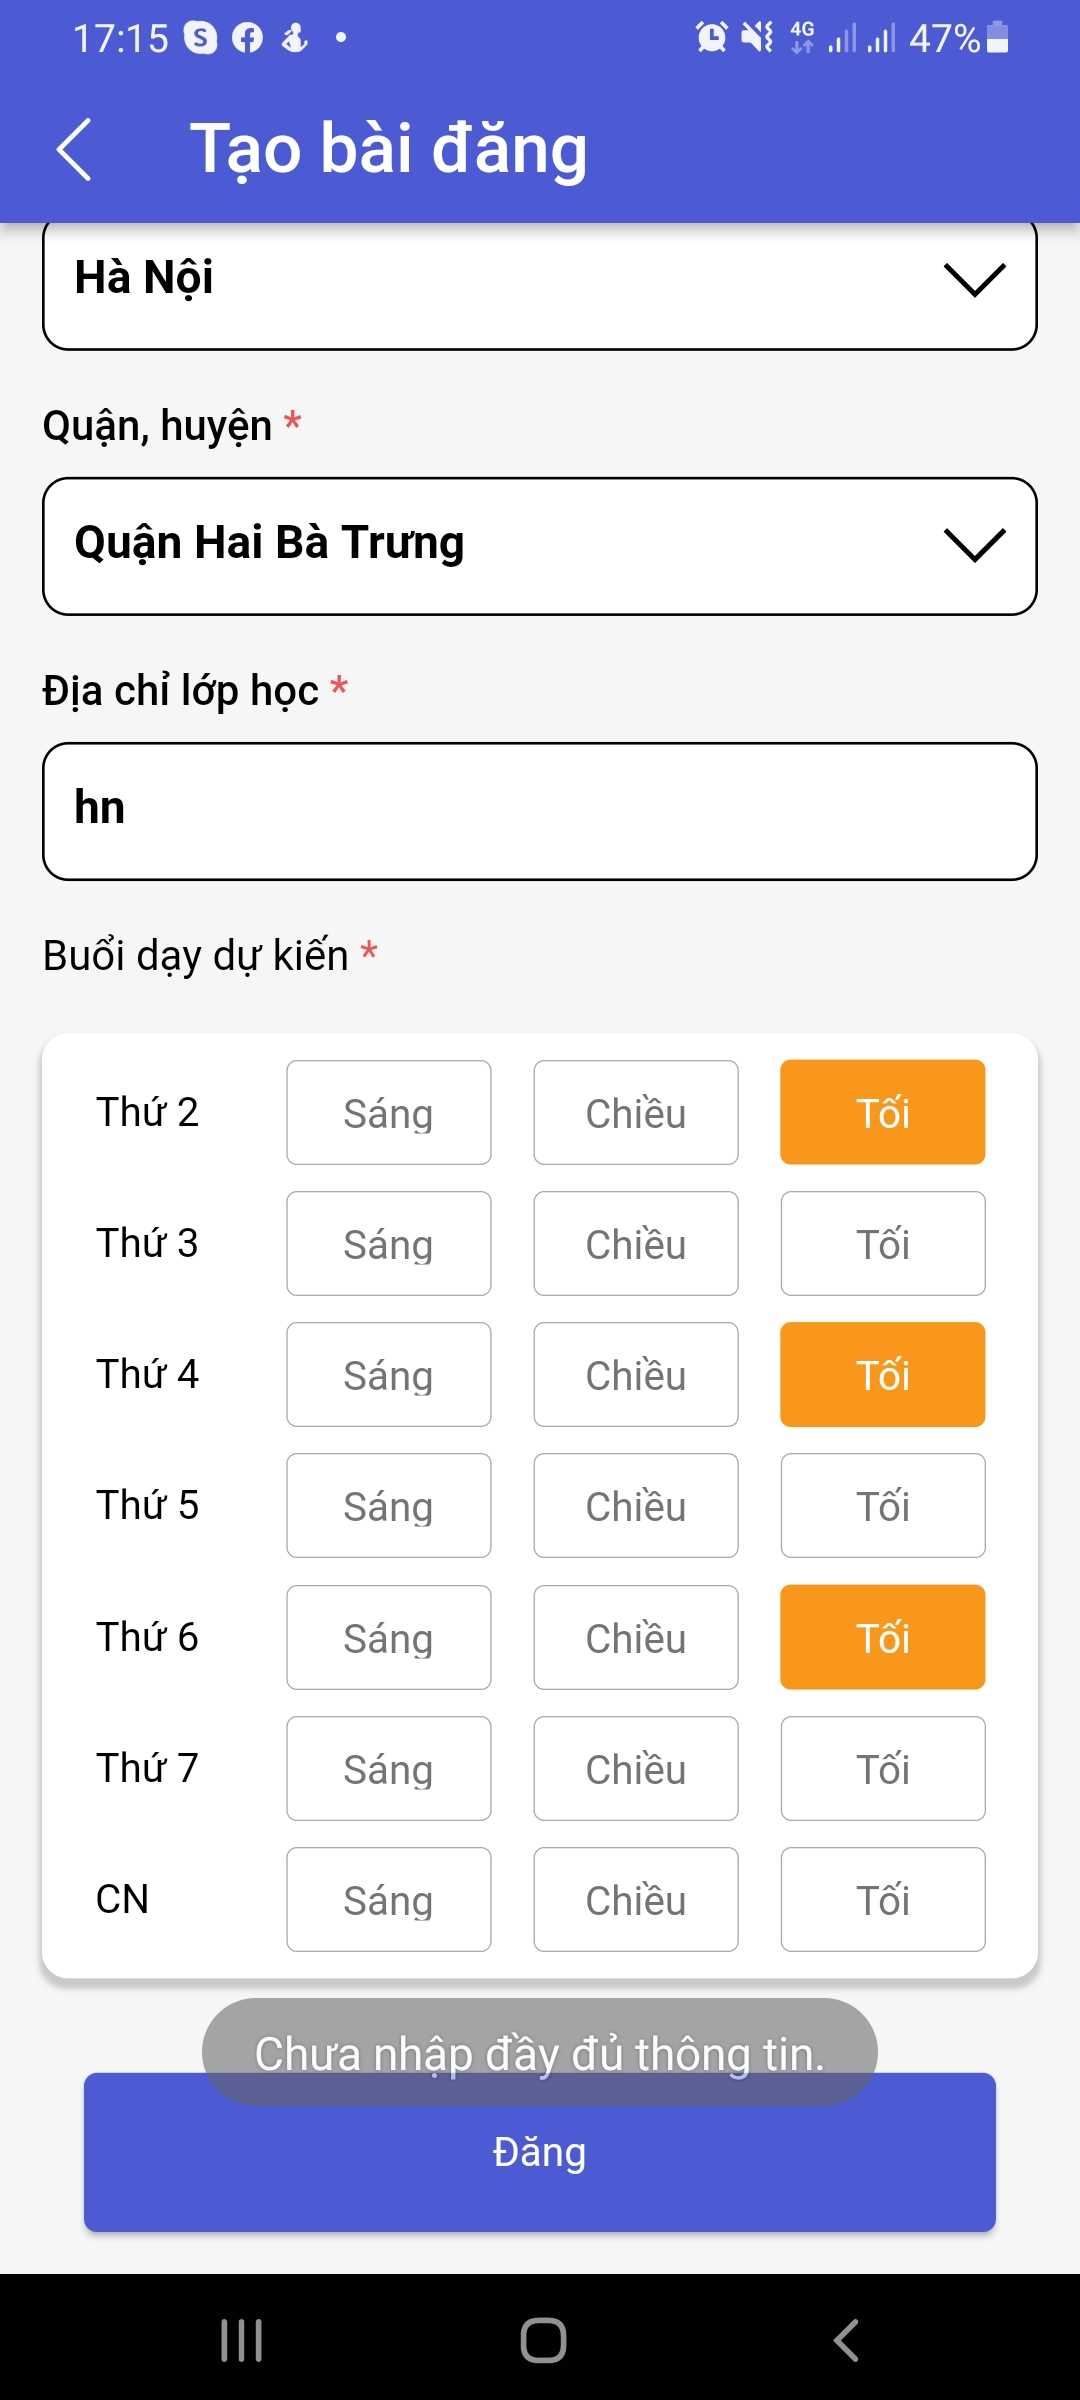 17:15 4G 47%
Tạo bài đăng
Hà Nội
Quận, huyện *
Quận Hai Bà Trưng
Địa chỉ lớp học *
hn
Buổi dạy dự kiến *
Thứ 2 Sáng Chiều Tối
Thứ 3 Sáng Chiều Tối
Thứ 4 Sáng Chiều Tối
Thứ 5 Sáng Chiều Tối
Thứ 6 Sáng Chiều Tối
Thứ 7 Sáng Chiều Tối
CN Sáng Chiều Tối
Chưa nhập đầy đủ thông tin.
Đăng